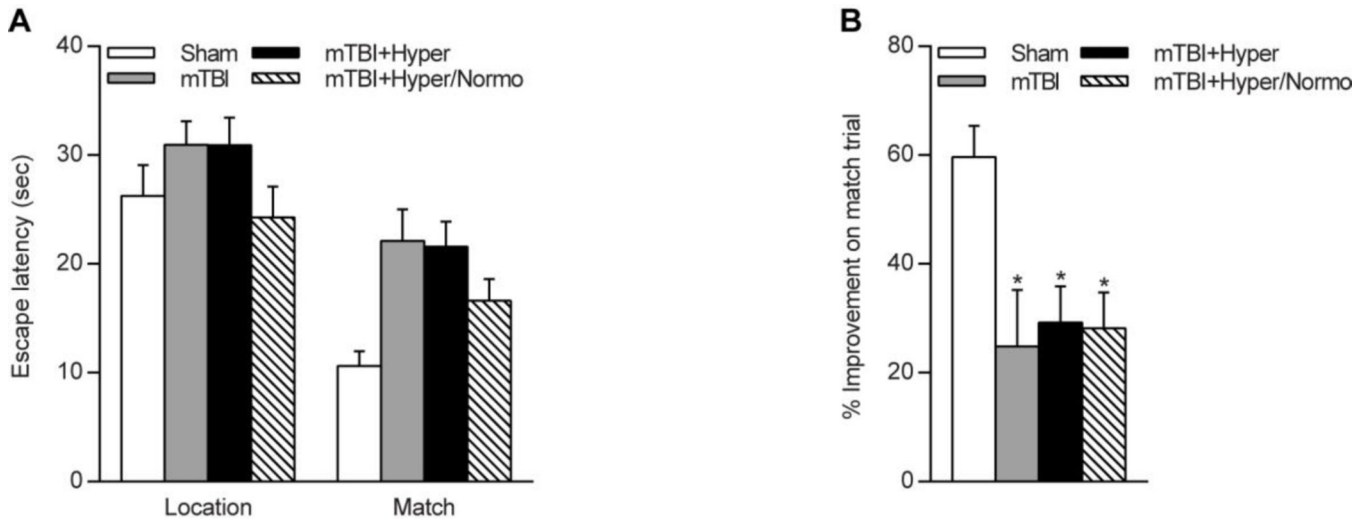 A
Escape latency (sec)
40
30
20
10
0
Sham
mTBI+Hyper
mTBI
mTBI+Hyper/Normo
Location
Match
B
% Improvement on match trial
80
60
40
20
0
Sham
mTBI+Hyper
mTBI
mTBI+Hyper/Normo
* * *